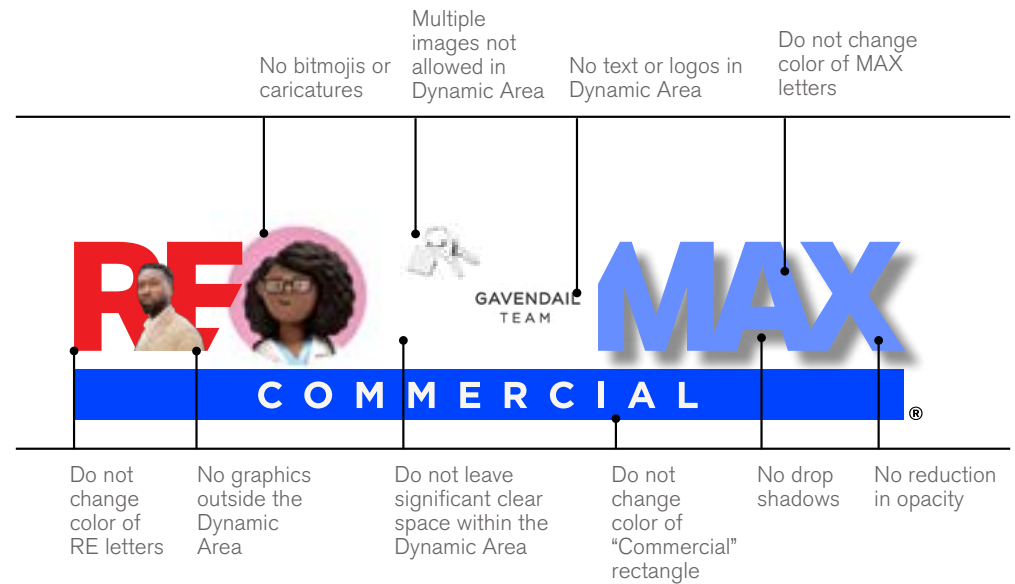 No bitmojis or
caricatures
Multiple
images not
allowed in
Dynamic Area
No text or logos in
Dynamic Area
Do not change
color of MAX
letters
RE
GAVENDAIL
TEAM
MAX
COMMERCIAL
®
Do not
change
color of
RE letters
No graphics
outside the
Dynamic
Area
Do not leave
significant clear
space within the
Dynamic Area
Do not
change
color of
“Commercial”
rectangle
No drop
shadows
No reduction
in opacity